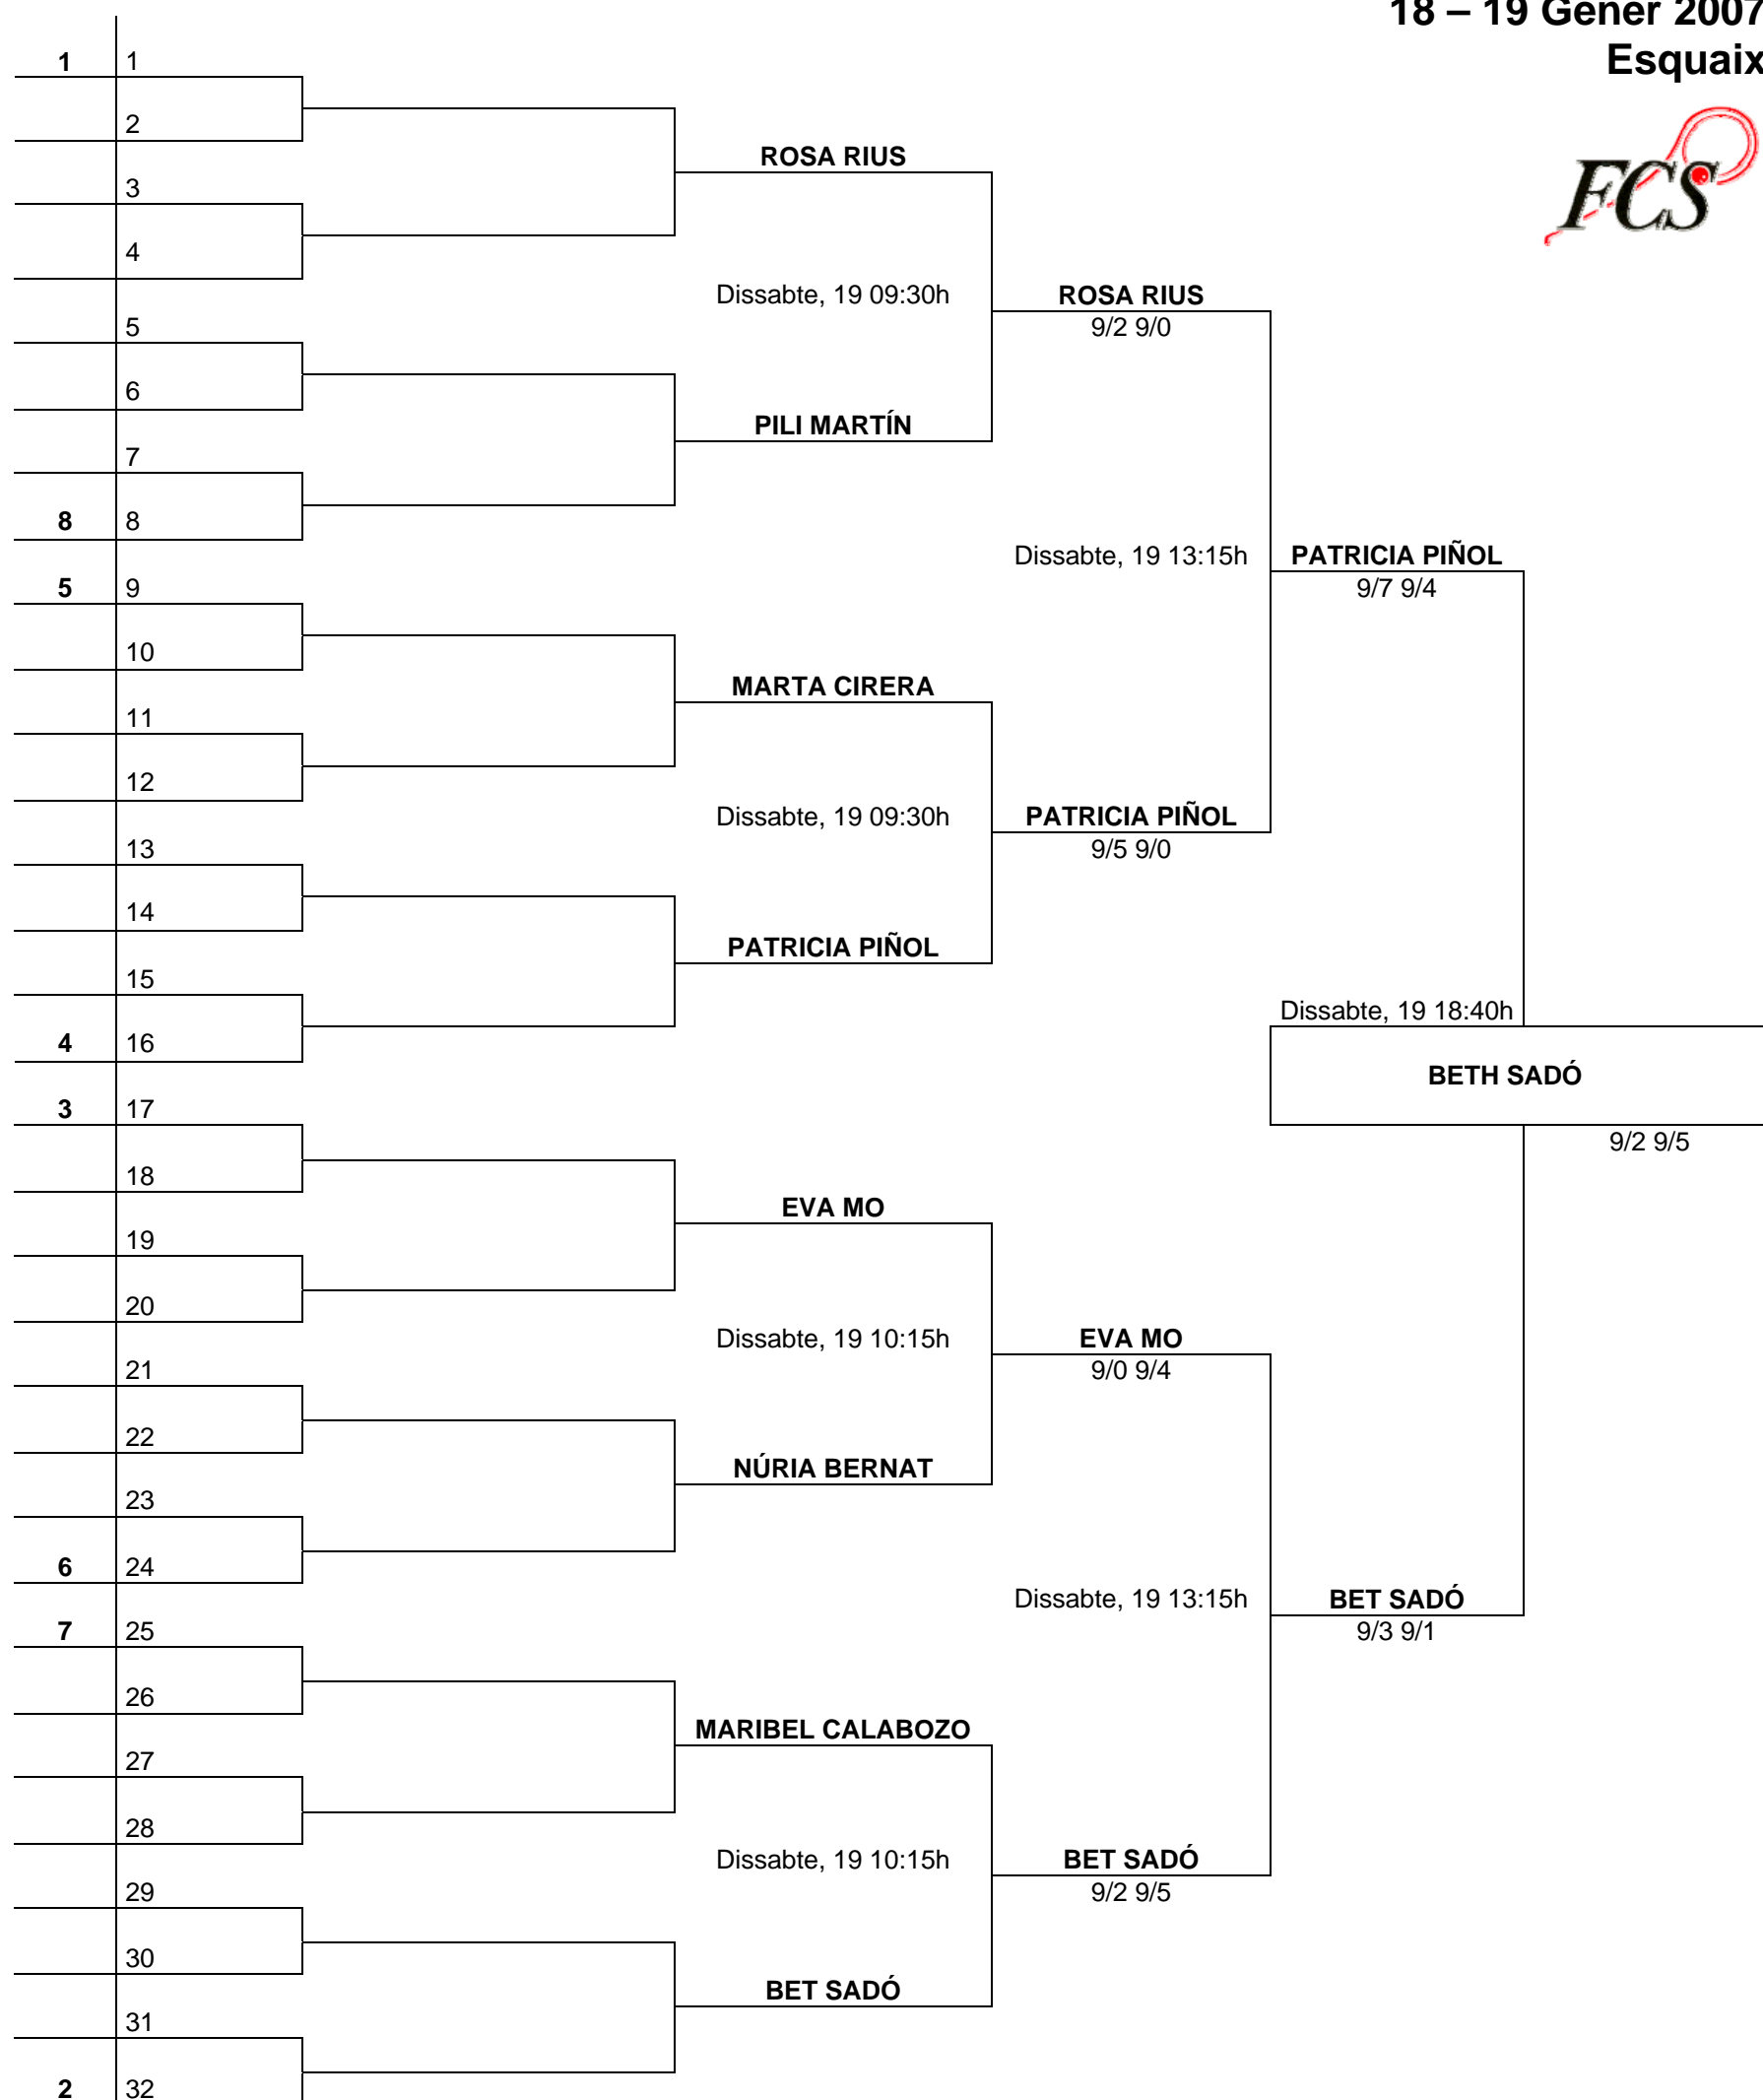 18 – 19 Gener 2007
Esquaix
FCS
1 1
2
ROSA RIUS
3
4
Dissabte, 19 09:30h
ROSA RIUS
9/2 9/0
5
6
PILI MARTÍN
7
8 8
Dissabte, 19 13:15h
PATRICIA PIÑOL
9/7 9/4
5 9
10
MARTA CIRERA
11
12
Dissabte, 19 09:30h
PATRICIA PIÑOL
9/5 9/0
13
14
PATRICIA PIÑOL
15
Dissabte, 19 18:40h
4 16
BETH SADÓ
3 17
9/2 9/5
18
EVA MO
19
20
Dissabte, 19 10:15h
EVA MO
9/0 9/4
21
22
NÚRIA BERNAT
23
6 24
Dissabte, 19 13:15h
BET SADÓ
9/3 9/1
7 25
26
MARIBEL CALABOZO
27
28
Dissabte, 19 10:15h
BET SADÓ
9/2 9/5
29
30
BET SADÓ
31
2 32